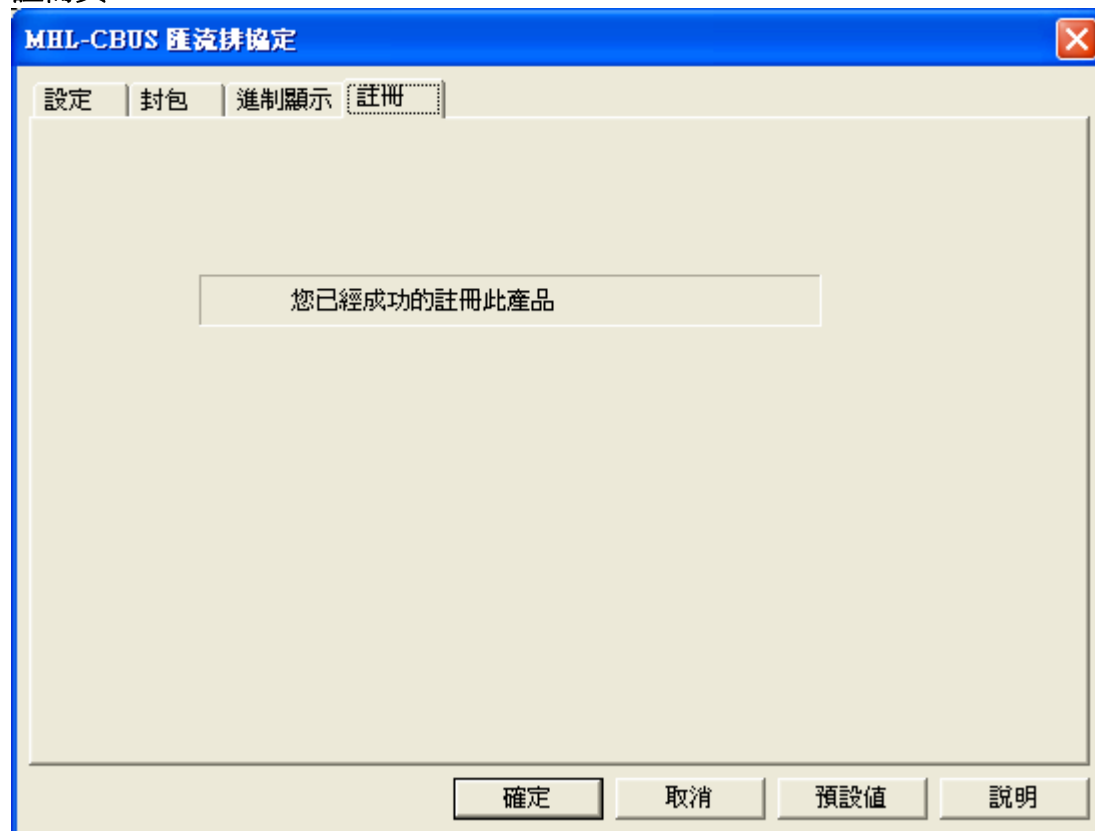 MHL-CBUS 匯流排協定
設定 封包 進制顯示 註冊
您已經成功的註冊此產品
確定 取消 預設值 說明